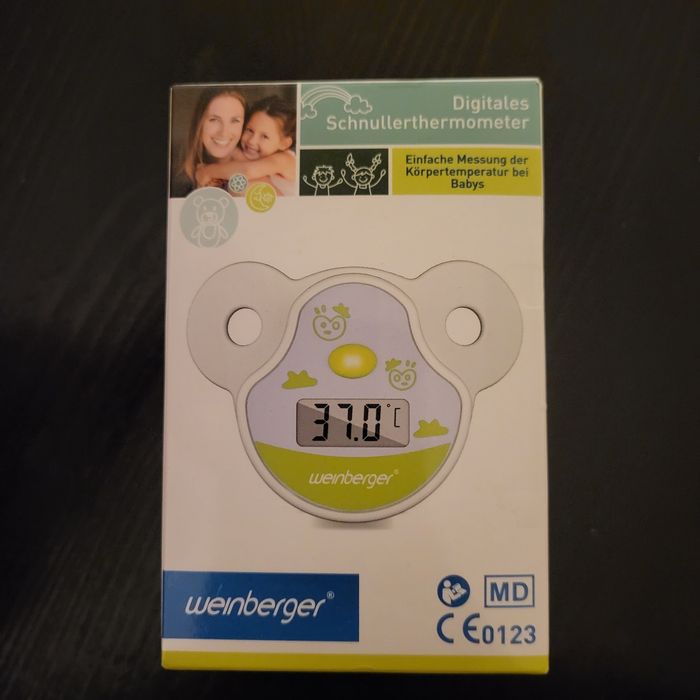 Digitales
Schnullerthermometer
Einfache Messung der
Körpertemperatur bei
Babys
37.0°C
weinberger®
weinberger®
MD
CE0123